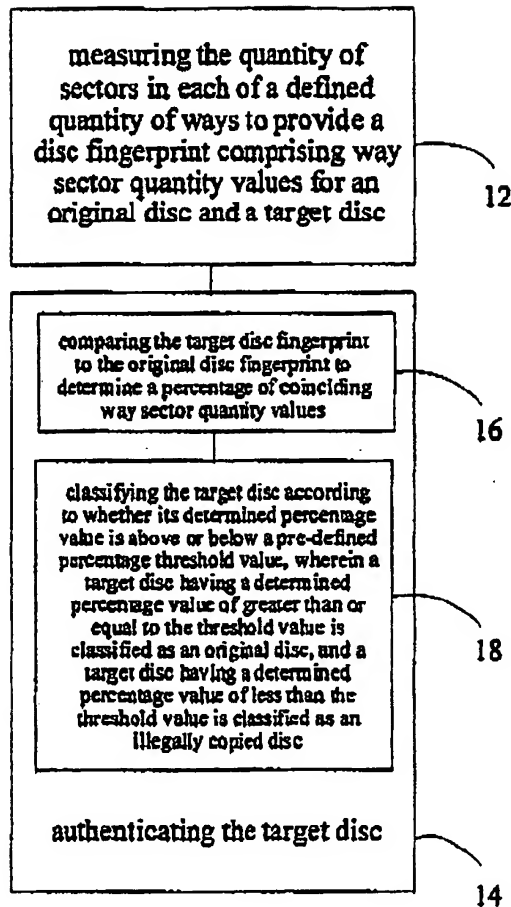 measuring the quantity of
sectors in each of a defined
quantity of ways to provide a
disc fingerprint comprising way
sector quantity values for an
original disc and a target disc
12
comparing the target disc fingerprint
to the original disc fingerprint to
determine a percentage of coinciding
way sector quantity values
16
classifying the target disc according
to whether its determined percentage
value is above or below a pre-defined
percentage threshold value, wherein a
target disc having a determined
percentage value of greater than or
equal to the threshold value is
classified as an original disc, and a
target disc having a determined
percentage value of less than the
threshold value is classified as an
illegally copied disc
18
authenticating the target disc
14